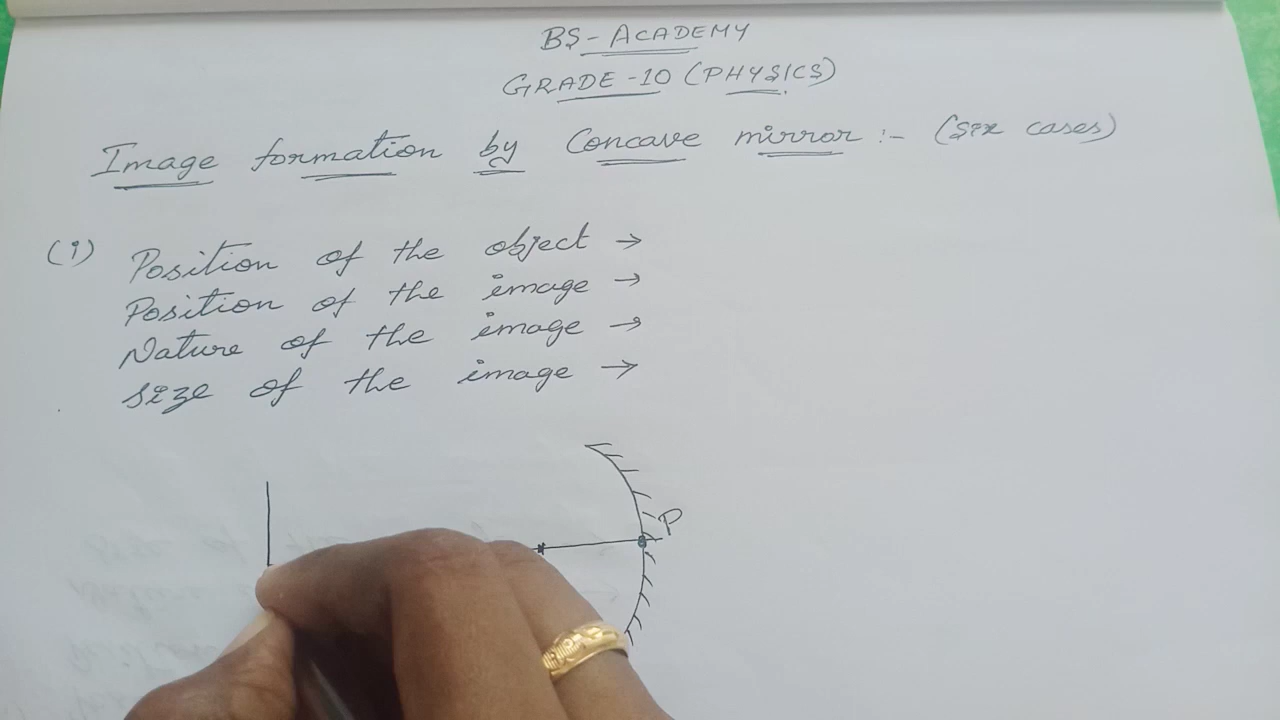 BS-ACADEMY
GRADE-10 (PHYSICS)
Image formation by Concave mirror :- (Six cases)
(i) Position of the object →
Position of the image →
Nature of the image →
Size of the image →
P